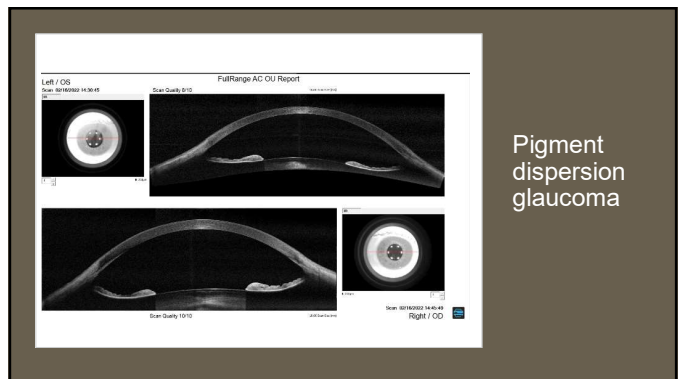 FullRange AC OU Report
Left / OS
Scan 02/16/2022 14:30:45
Scan Quality 8/10
Pigment
dispersion
glaucoma
Scan Quality 10/10
Scan 02/16/2022 14:45:49
Right / OD